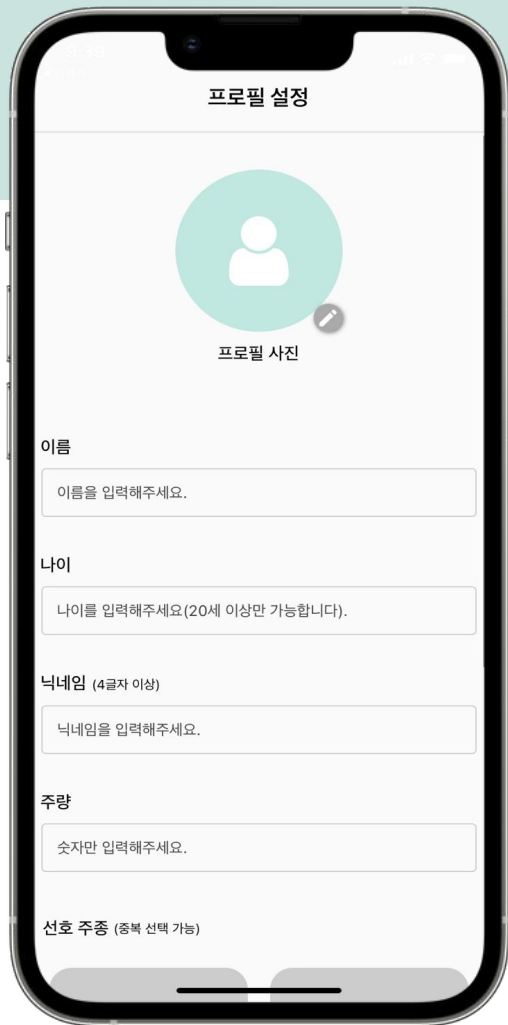 프로필 설정
프로필 사진
이름
이름을 입력해주세요.
나이
나이를 입력해주세요(20세 이상만 가능합니다).
닉네임 (4글자 이상)
닉네임을 입력해주세요.
주량
숫자만 입력해주세요.
선호 주종 (중복 선택 가능)